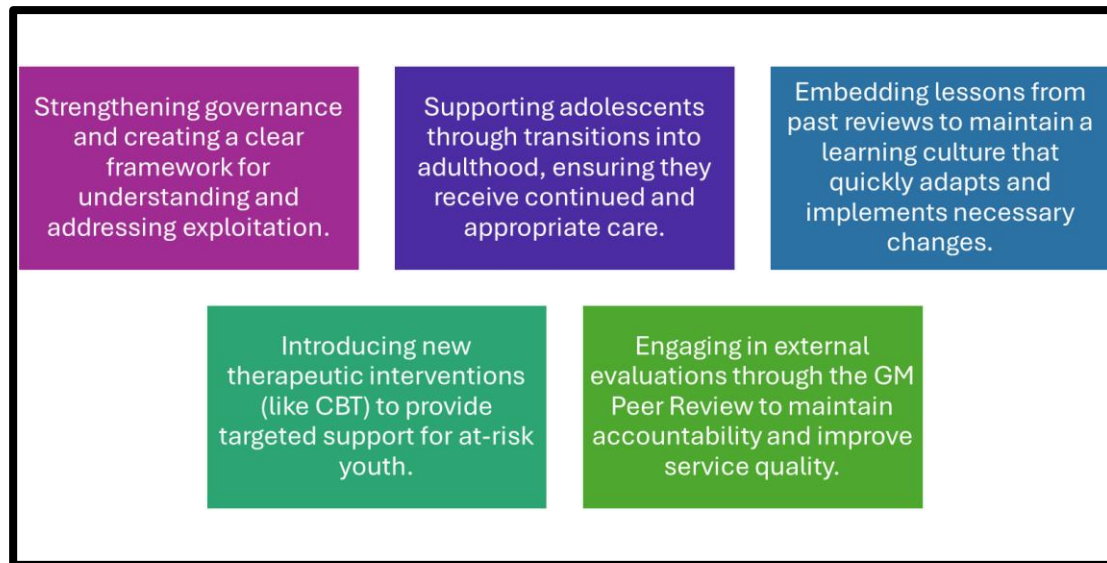 Strengthening governance
and creating a clear
framework for
understanding and
addressing exploitation.
Supporting adolescents
through transitions into
adulthood, ensuring they
receive continued and
appropriate care.
Embedding lessons from
past reviews to maintain a
learning culture that
quickly adapts and
implements necessary
changes.
Introducing new
therapeutic interventions
(like CBT) to provide
targeted support for at-risk
youth.
Engaging in external
evaluations through the GM
Peer Review to maintain
accountability and improve
service quality.